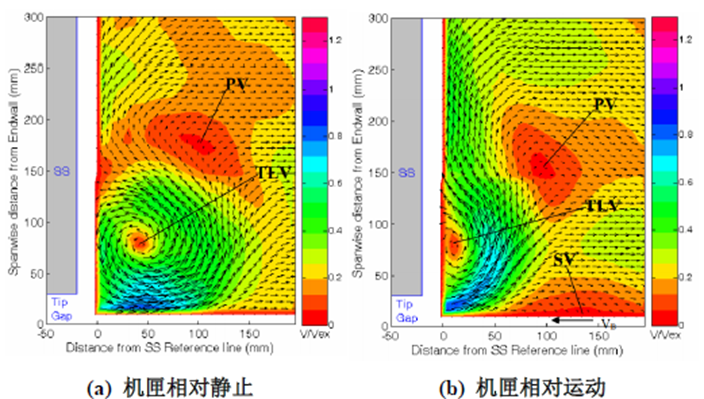 300
250
200
150
100
50
0
Spanwise distance from Endwall (mm)
SS
Tip
Gap
PV
TLV
-50 0 50 100 150
Distance from SS Reference line (mm)
1.2
1
0.8
0.6
0.4
0.2
0
V/Vex
(a) 机匣相对静止
300
250
200
150
100
50
0
Spanwise distance from Endwall (mm)
SS
Tip
Gap
PV
TLV
SV
V_B
-50 0 50 100 150
Distance from SS Reference line (mm)
1.2
1
0.8
0.6
0.4
0.2
0
V/Vex
(b) 机匣相对运动